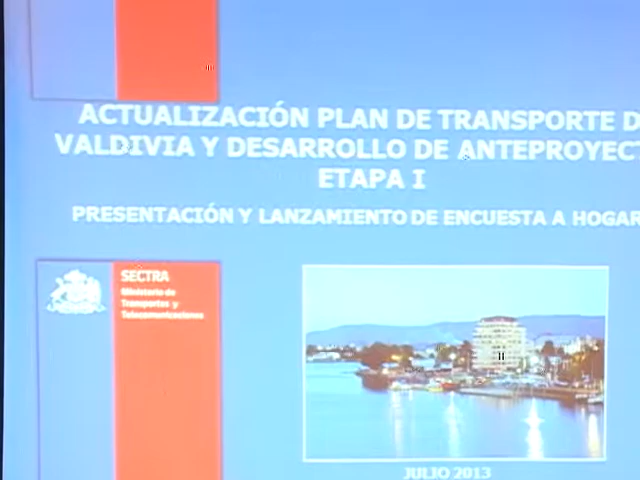 ACTUALIZACIÓN PLAN DE TRANSPORTE D
VALDIVIA Y DESARROLLO DE ANTEPROYECT
ETAPA I
PRESENTACIÓN Y LANZAMIENTO DE ENCUESTA A HOGAR
SECTRA
Ministerio de
Transportes y
Telecomunicaciones
JULIO 2013